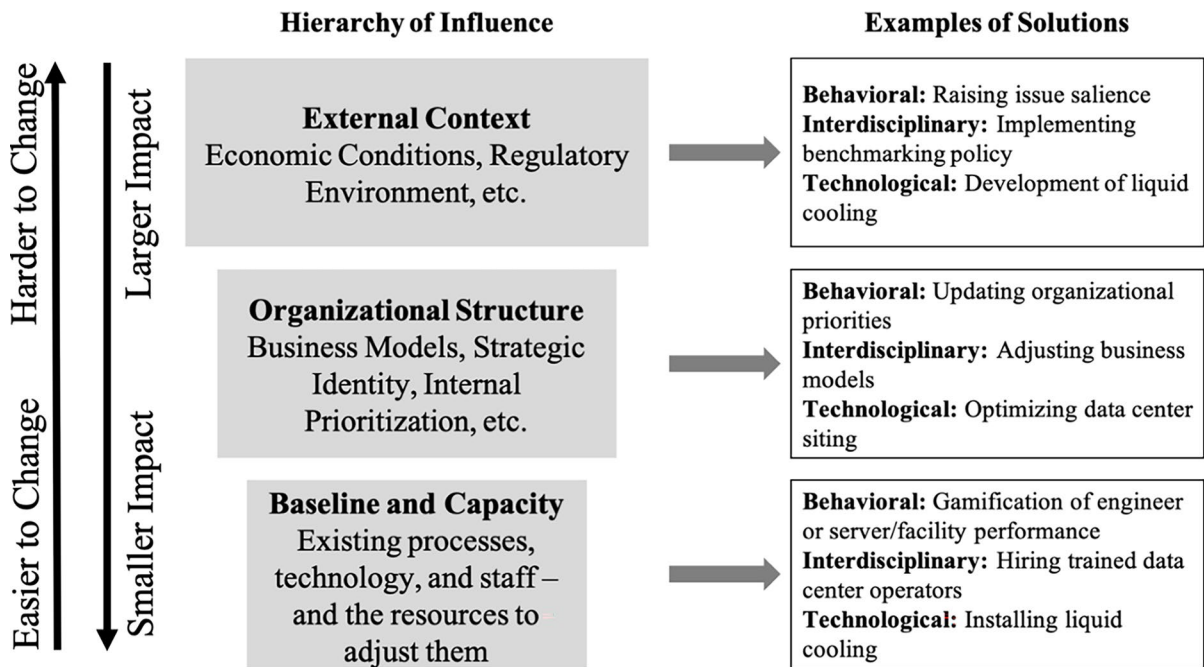 Hierarchy of Influence
Examples of Solutions
Harder to Change
Easier to Change
Larger Impact
Smaller Impact
External Context
Economic Conditions, Regulatory
Environment, etc.
Behavioral: Raising issue salience
Interdisciplinary: Implementing
benchmarking policy
Technological: Development of liquid
cooling
Organizational Structure
Business Models, Strategic
Identity, Internal
Prioritization, etc.
Behavioral: Updating organizational
priorities
Interdisciplinary: Adjusting business
models
Technological: Optimizing data center
siting
Baseline and Capacity
Existing processes,
technology, and staff –
and the resources to
adjust them
Behavioral: Gamification of engineer
or server/facility performance
Interdisciplinary: Hiring trained data
center operators
Technological: Installing liquid
cooling